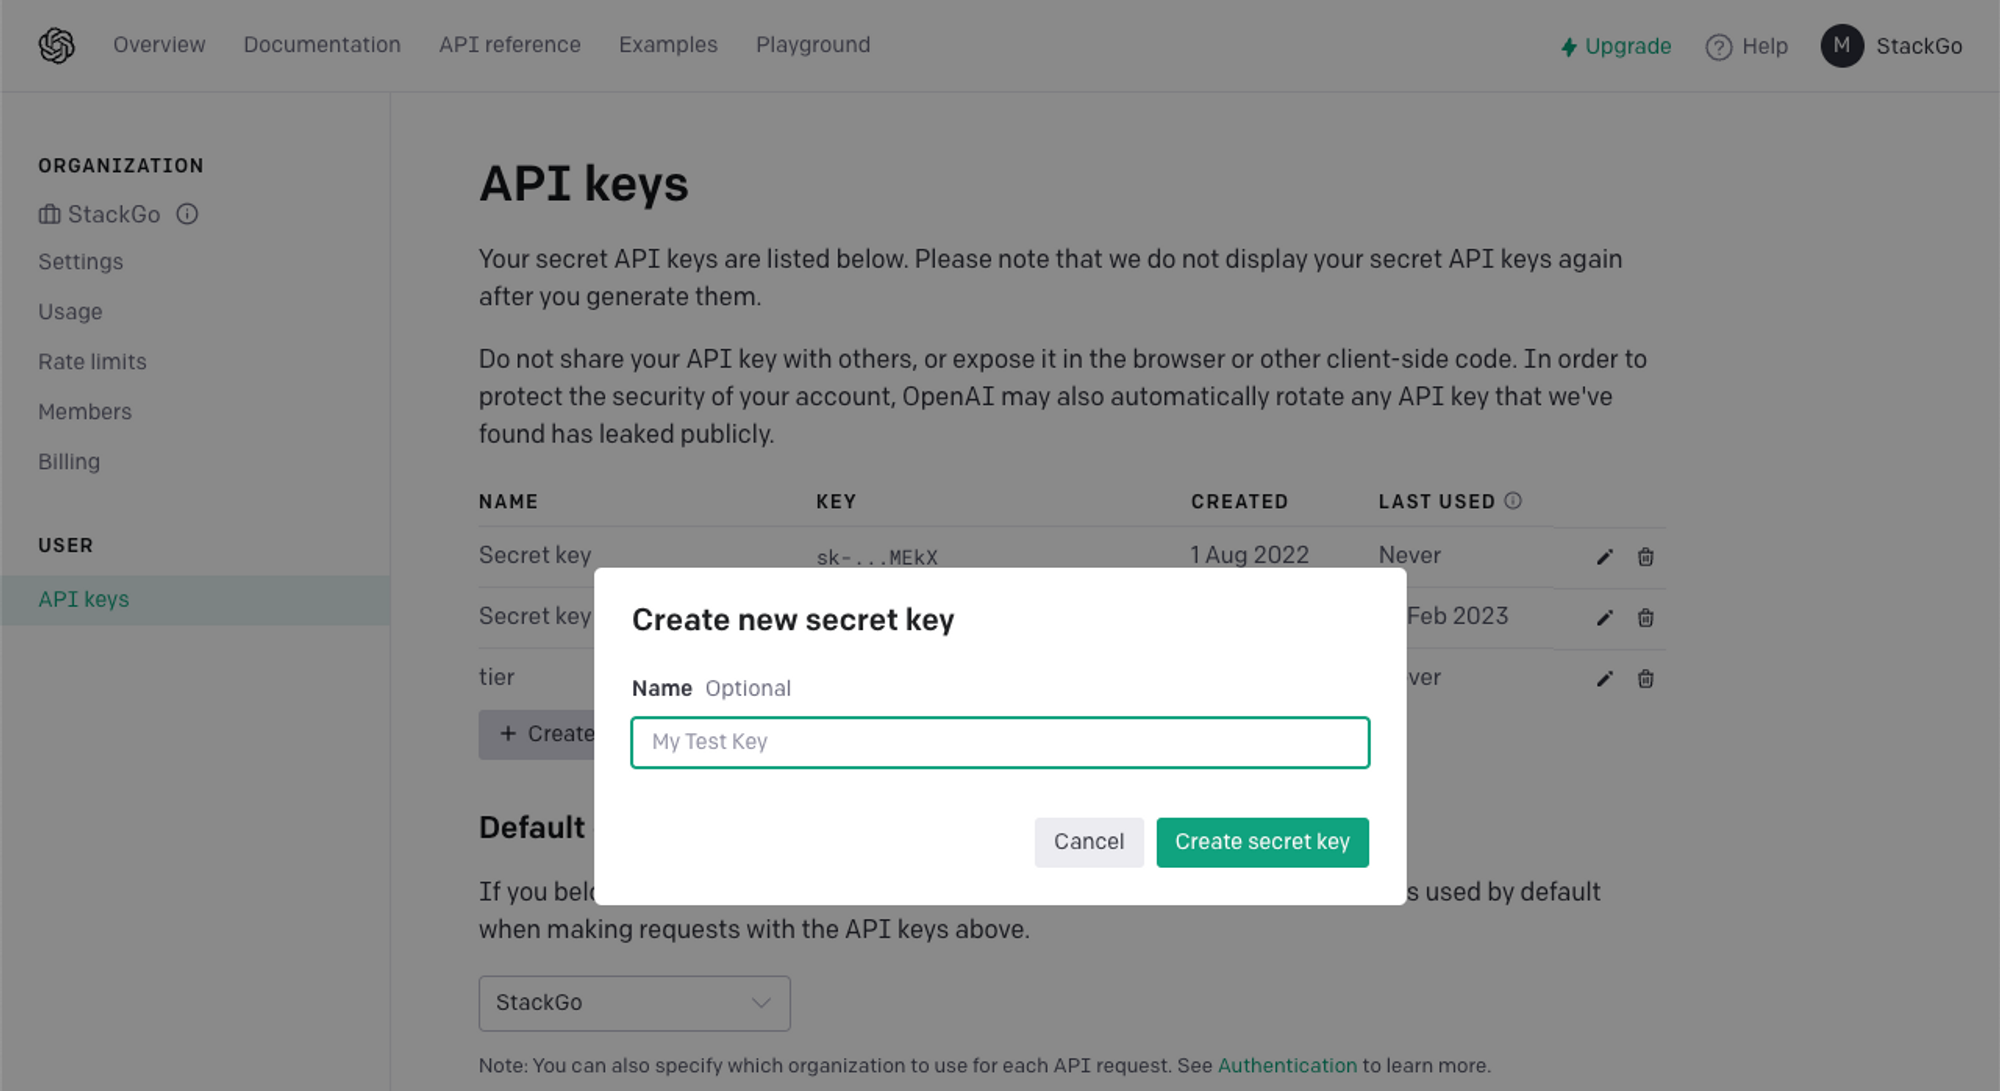 Overview Documentation API reference Examples Playground Upgrade Help M StackGo
ORGANIZATION
StackGo
Settings
Usage
Rate limits
Members
Billing
USER
API keys
API keys
Your secret API keys are listed below. Please note that we do not display your secret API keys again
after you generate them.
Do not share your API key with others, or expose it in the browser or other client-side code. In order to
protect the security of your account, OpenAI may also automatically rotate any API key that we've
found has leaked publicly.
NAME KEY CREATED LAST USED
Secret key sk-...MEkX 1 Aug 2022 Never
Secret key Feb 2023
tier
+ Create
Create new secret key
Name Optional
My Test Key
Cancel Create secret key
Default
If you used by default
when making requests with the API keys above.
StackGo
Note: You can also specify which organization to use for each API request. See Authentication to learn more.